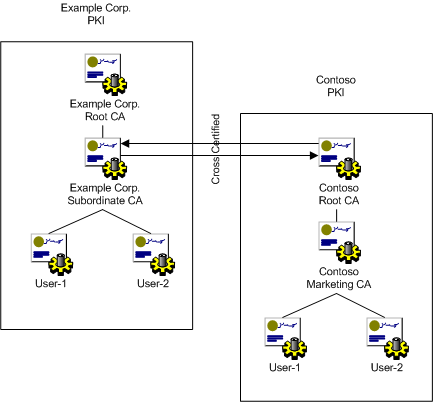 Example Corp.
PKI
Example Corp.
Root CA
Example Corp.
Subordinate CA
User-1
User-2
Cross Certified
Contoso
PKI
Contoso
Root CA
Contoso
Marketing CA
User-1
User-2